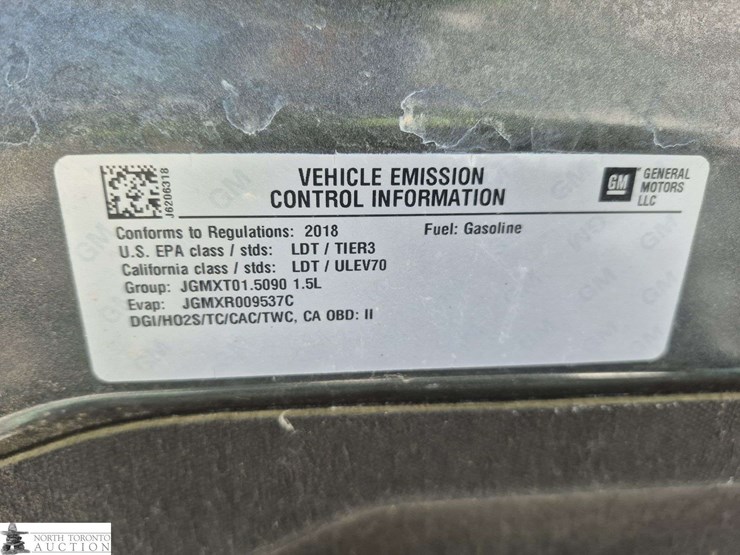 VEHICLE EMISSION
CONTROL INFORMATION
J6206318
GM
GENERAL
MOTORS
LLC
Conforms to Regulations: 2018 Fuel: Gasoline
U.S. EPA class / stds: LDT / TIER3
California class / stds: LDT / ULEV70
Group: JGMXT01.5090 1.5L
Evap: JGMXR009537C
DGI/HO2S/TC/CAC/TWC, CA OBD: II
NORTH TORONTO
AUCTION